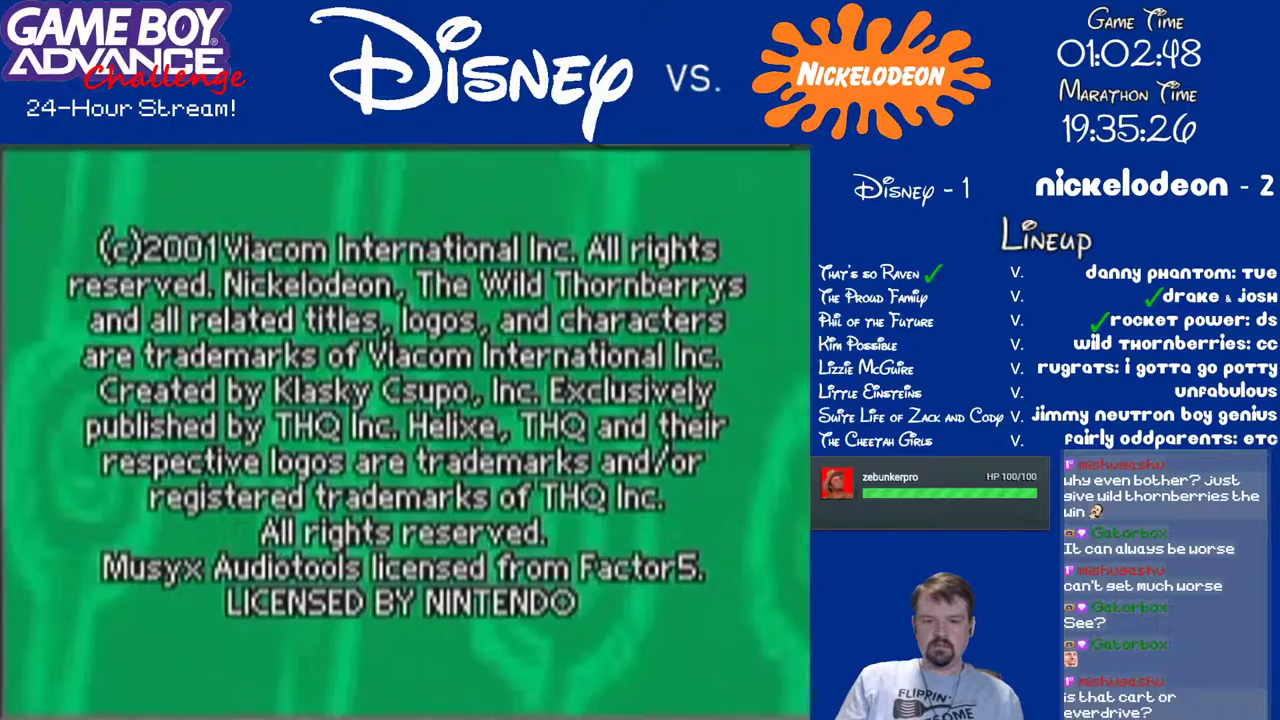 GAME BOY
ADVANCE
Challenge
24-Hour Stream!
Disney
vs.
NICKELODEON
Game Time
01:02:48
Marathon Time
19:35:26
Disney - 1
nickelodeon - 2
Lineup
That's so Raven v. danny phantom: tue
The Proud Family v. drake & josh
Phil of the Future v. rocket power: ds
Kim Possible v. wild thornberries: cc
Lizzie McGuire v. rugrats: i gotta go potty
Little Einsteins v. unfabulous
Suite Life of Zack and Cody v. jimmy neutron boy genius
The Cheetah Girls v. fairly oddparents: etc
(c)2001 Viacom International Inc. All rights
reserved. Nickelodeon, The Wild Thornberrys
and all related titles, logos, and characters
are trademarks of Viacom International Inc.
Created by Klasky Csupo, Inc. Exclusively
published by THQ Inc. Helixe, THQ and their
respective logos are trademarks and/or
registered trademarks of THQ Inc.
All rights reserved.
Musyx Audiotools licensed from Factor5.
LICENSED BY NINTENDO
zebunkerpro HP 100/100
mishugashu
why even bother? Just
give wild thornberries the
win
Gatorbox
It can always be worse
mishugashu
can't get much worse
Gatorbox
See?
Gatorbox
mishugashu
is that cart or
everdrive?
FLIPPIN'